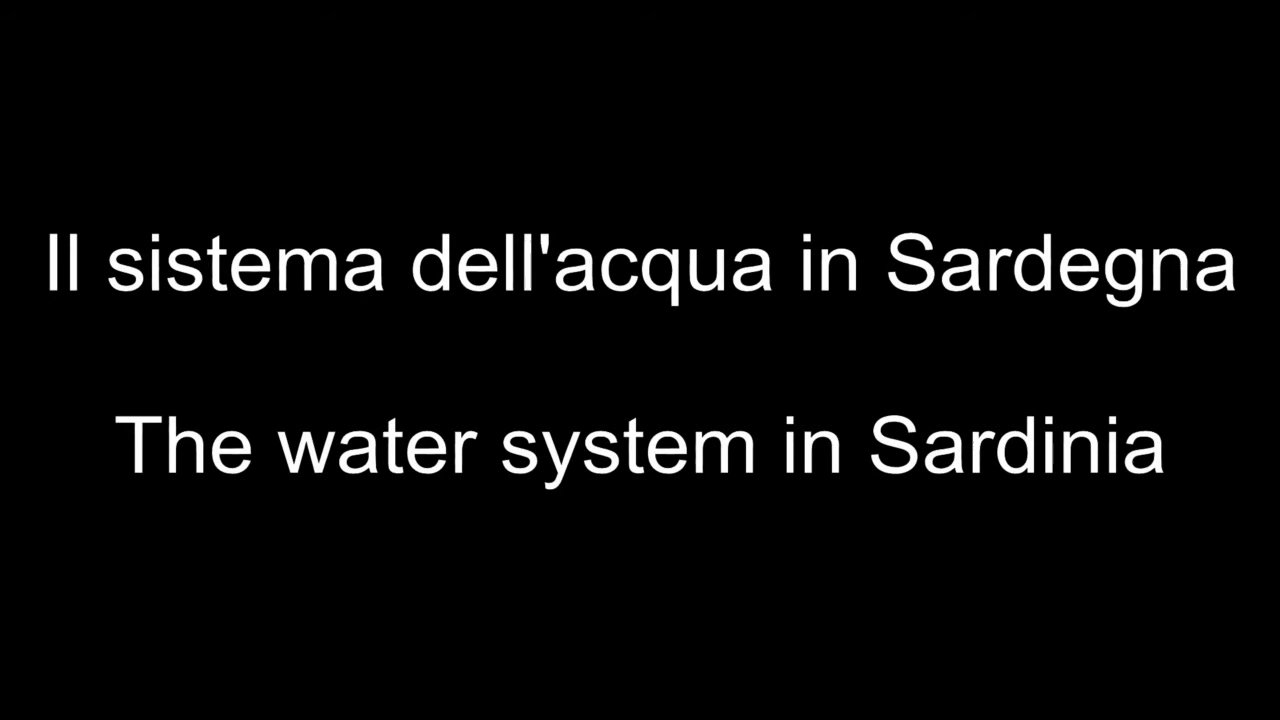 Il sistema dell'acqua in Sardegna
The water system in Sardinia